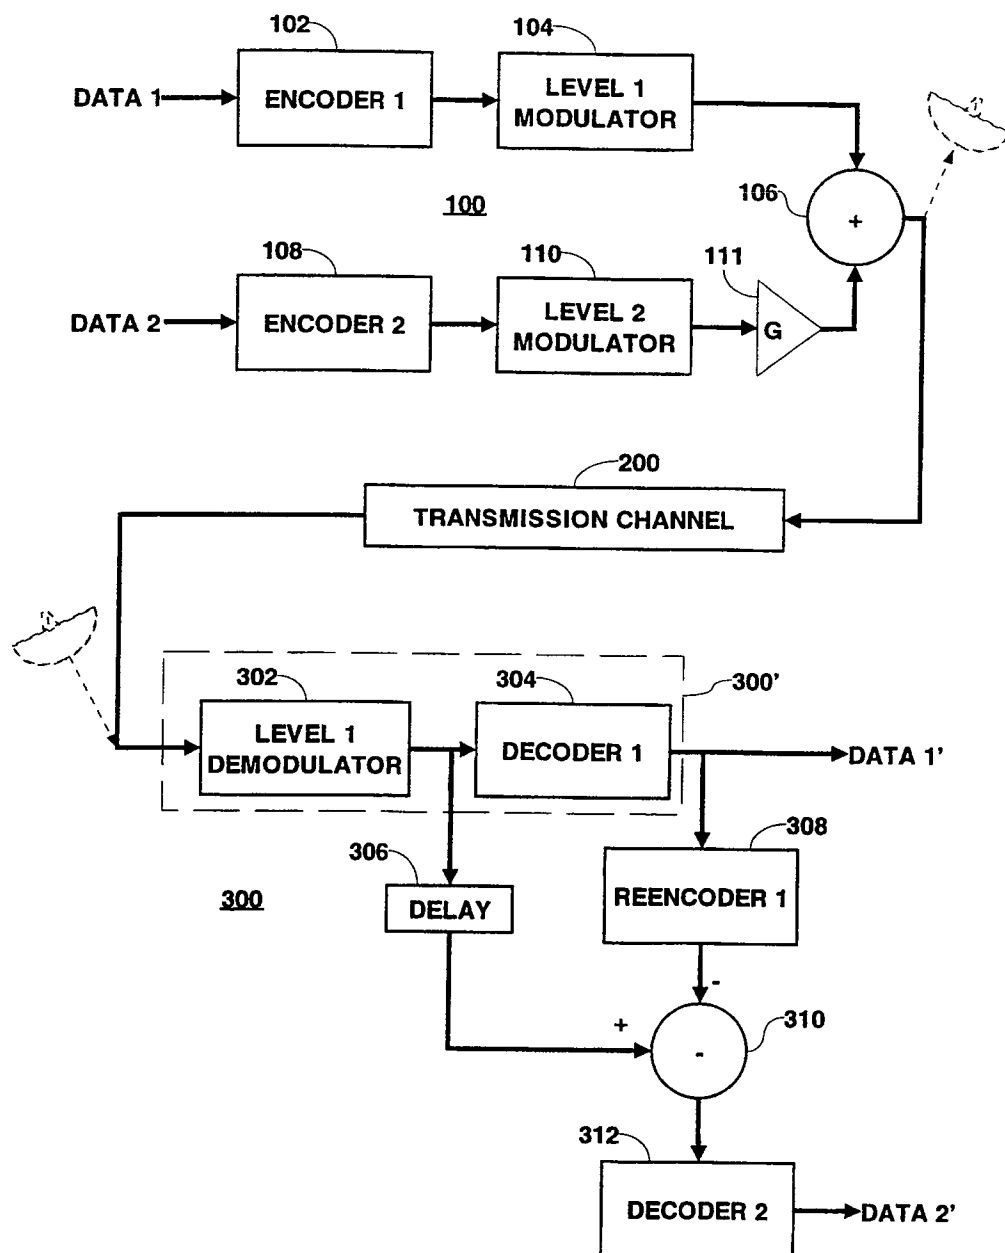 102
104
DATA 1
ENCODER 1
LEVEL 1
MODULATOR
106
+
100
108
110
111
DATA 2
ENCODER 2
LEVEL 2
MODULATOR
G
200
TRANSMISSION CHANNEL
302
304
300'
LEVEL 1
DEMODULATOR
DECODER 1
DATA 1'
306
308
300
DELAY
REENCODER 1
-
+
310
-
312
DECODER 2
DATA 2'